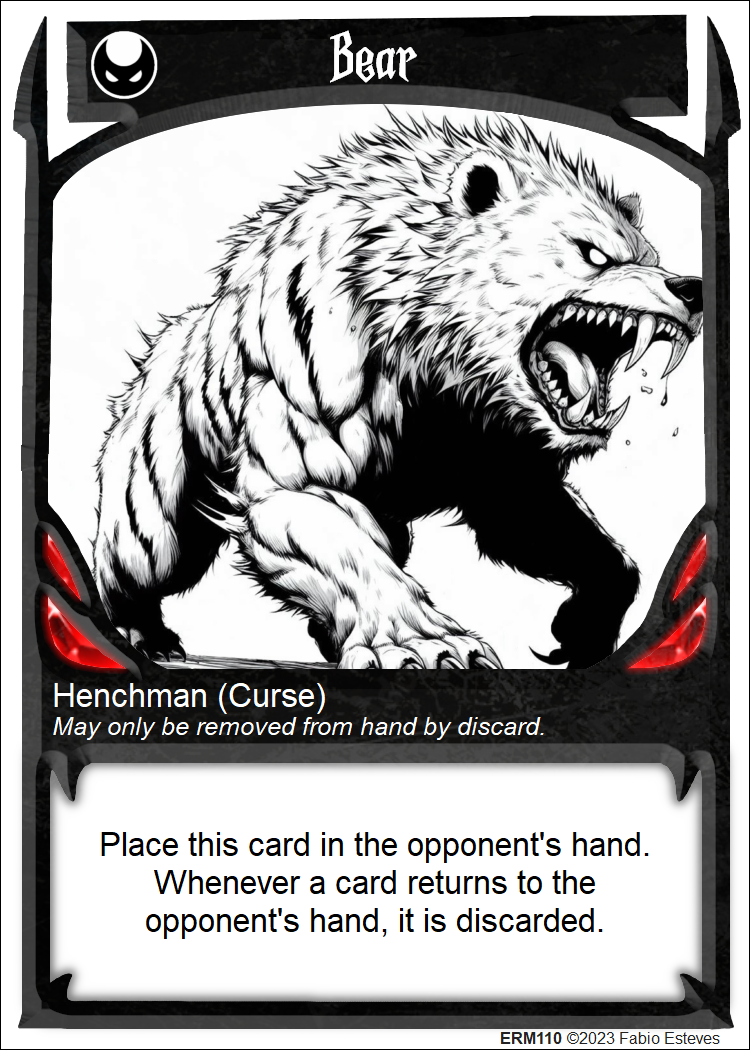 Bear
Henchman (Curse)
May only be removed from hand by discard.
Place this card in the opponent's hand.
Whenever a card returns to the
opponent's hand, it is discarded.
ERM110 ©2023 Fabio Esteves